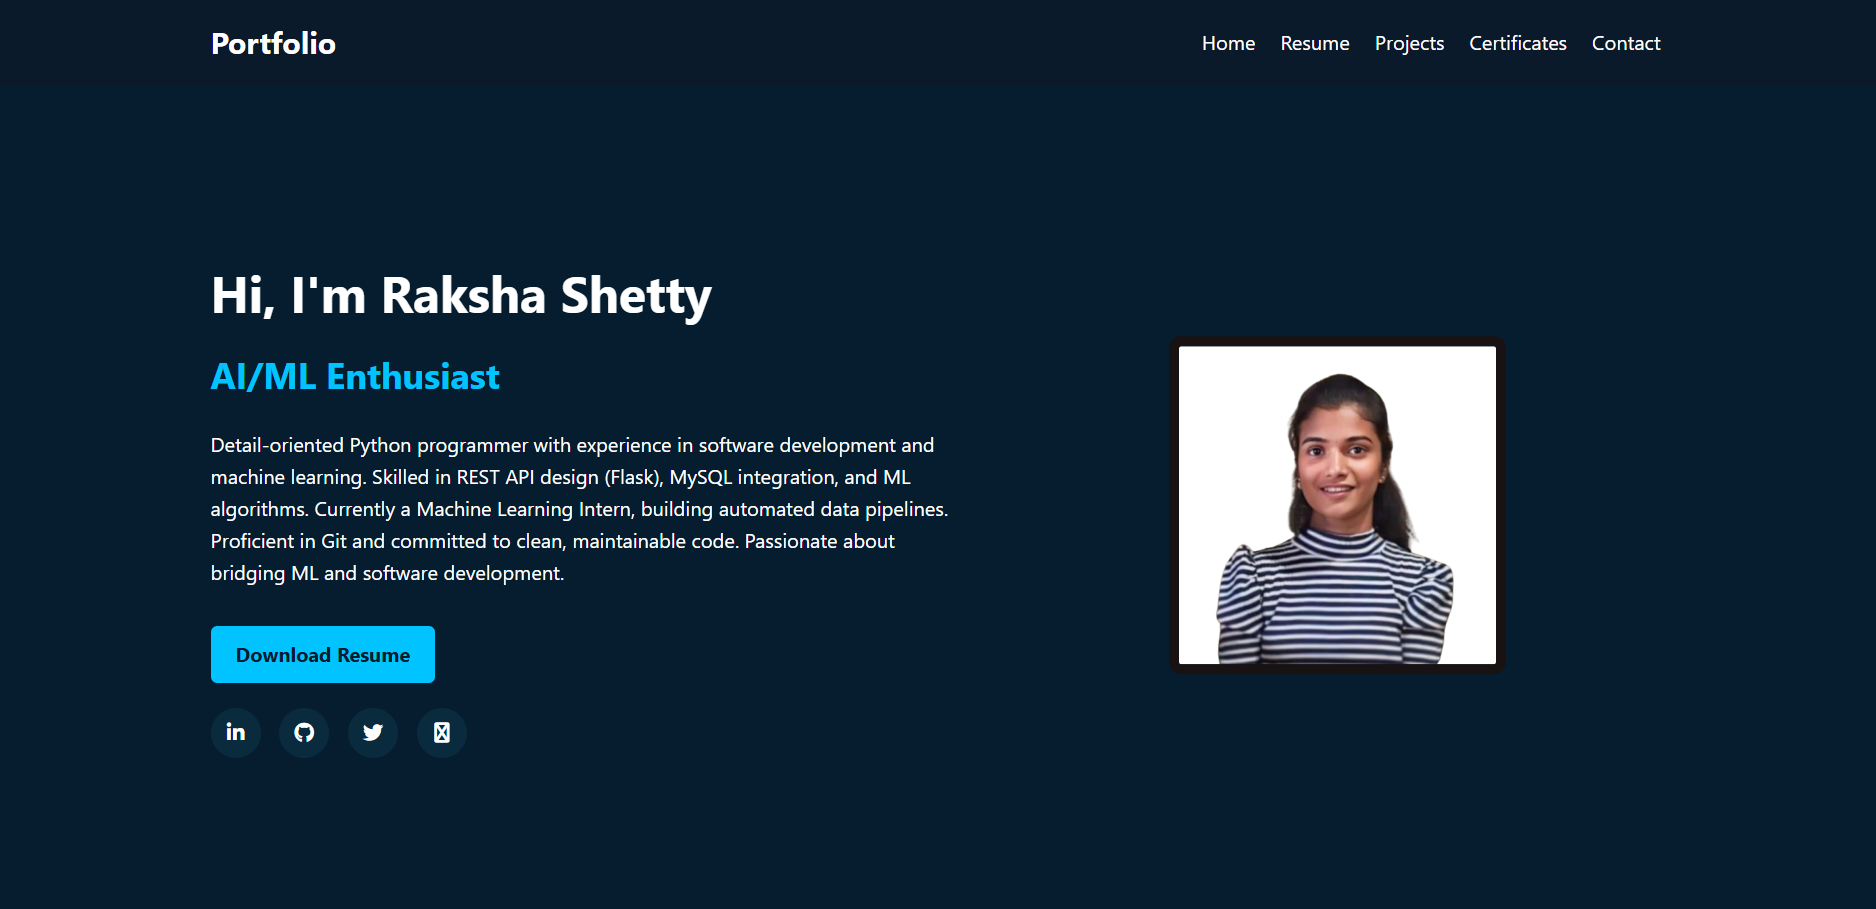 Portfolio
Home Resume Projects Certificates Contact
Hi, I'm Raksha Shetty
AI/ML Enthusiast
Detail-oriented Python programmer with experience in software development and
machine learning. Skilled in REST API design (Flask), MySQL integration, and ML
algorithms. Currently a Machine Learning Intern, building automated data pipelines.
Proficient in Git and committed to clean, maintainable code. Passionate about
bridging ML and software development.
Download Resume